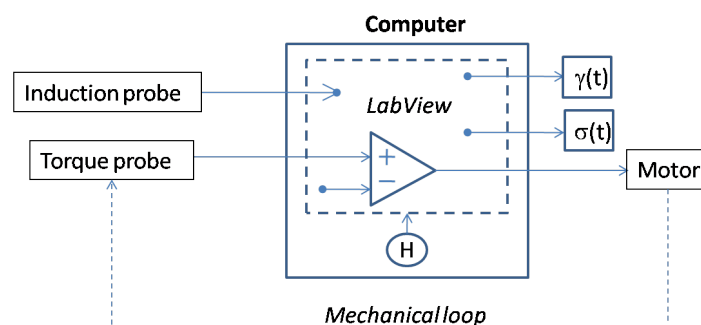 Computer
Induction probe
LabView
γ(t)
σ(t)
Torque probe
+
−
Motor
H
Mechanical loop